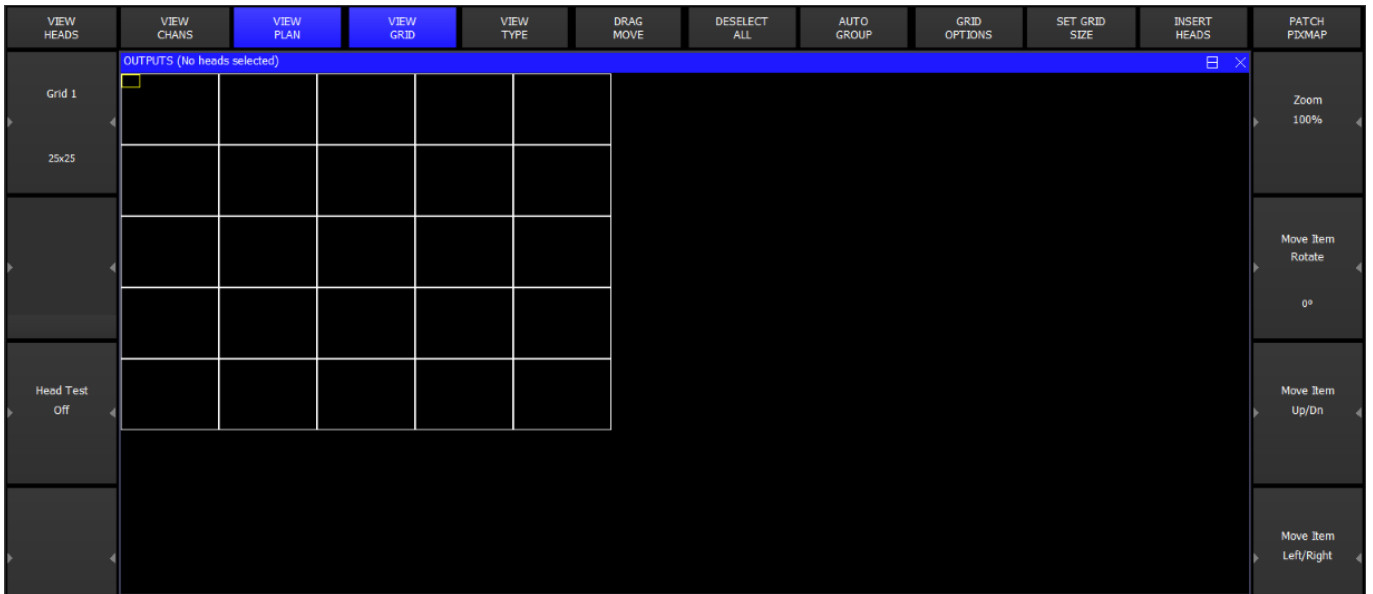 VIEW
HEADS
VIEW
CHANS
VIEW
PLAN
VIEW
GRID
VIEW
TYPE
DRAG
MOVE
DESELECT
ALL
AUTO
GROUP
GRID
OPTIONS
SET GRID
SIZE
INSERT
HEADS
PATCH
PIXMAP
OUTPUTS (No heads selected)
Grid 1
25x25
Head Test
Off
Zoom
100%
Move Item
Rotate
0º
Move Item
Up/Dn
Move Item
Left/Right